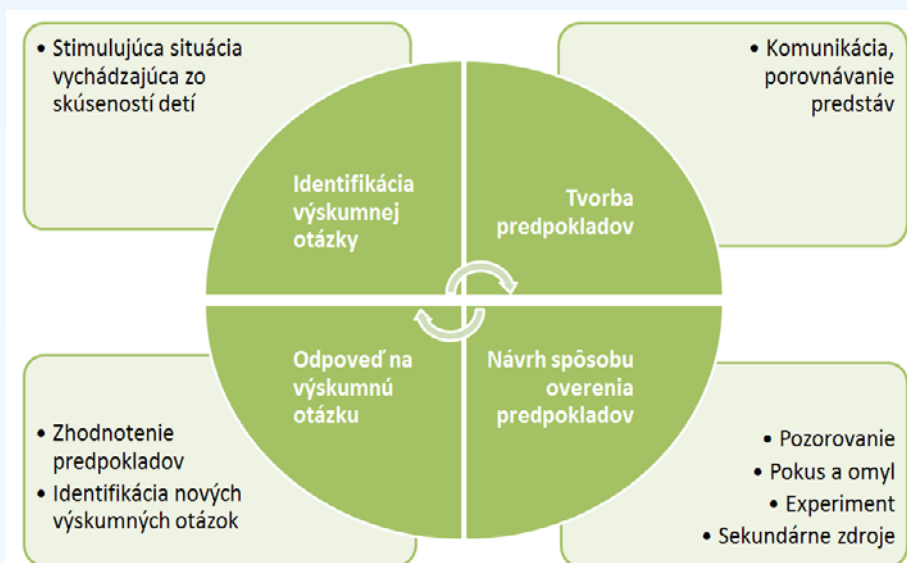 • Stimulujúca situácia
vychádzajúca zo
skúseností detí
• Komunikácia,
porovnávanie
predstáv
Identifikácia
výskumnej
otázky
Tvorba
predpokladov
Odpoveď na
výskumnú
otázku
Návrh spôsobu
overenia
predpokladov
• Zhodnotenie
predpokladov
• Identifikácia nových
výskumných otázok
• Pozorovanie
• Pokus a omyl
• Experiment
• Sekundárne zdroje